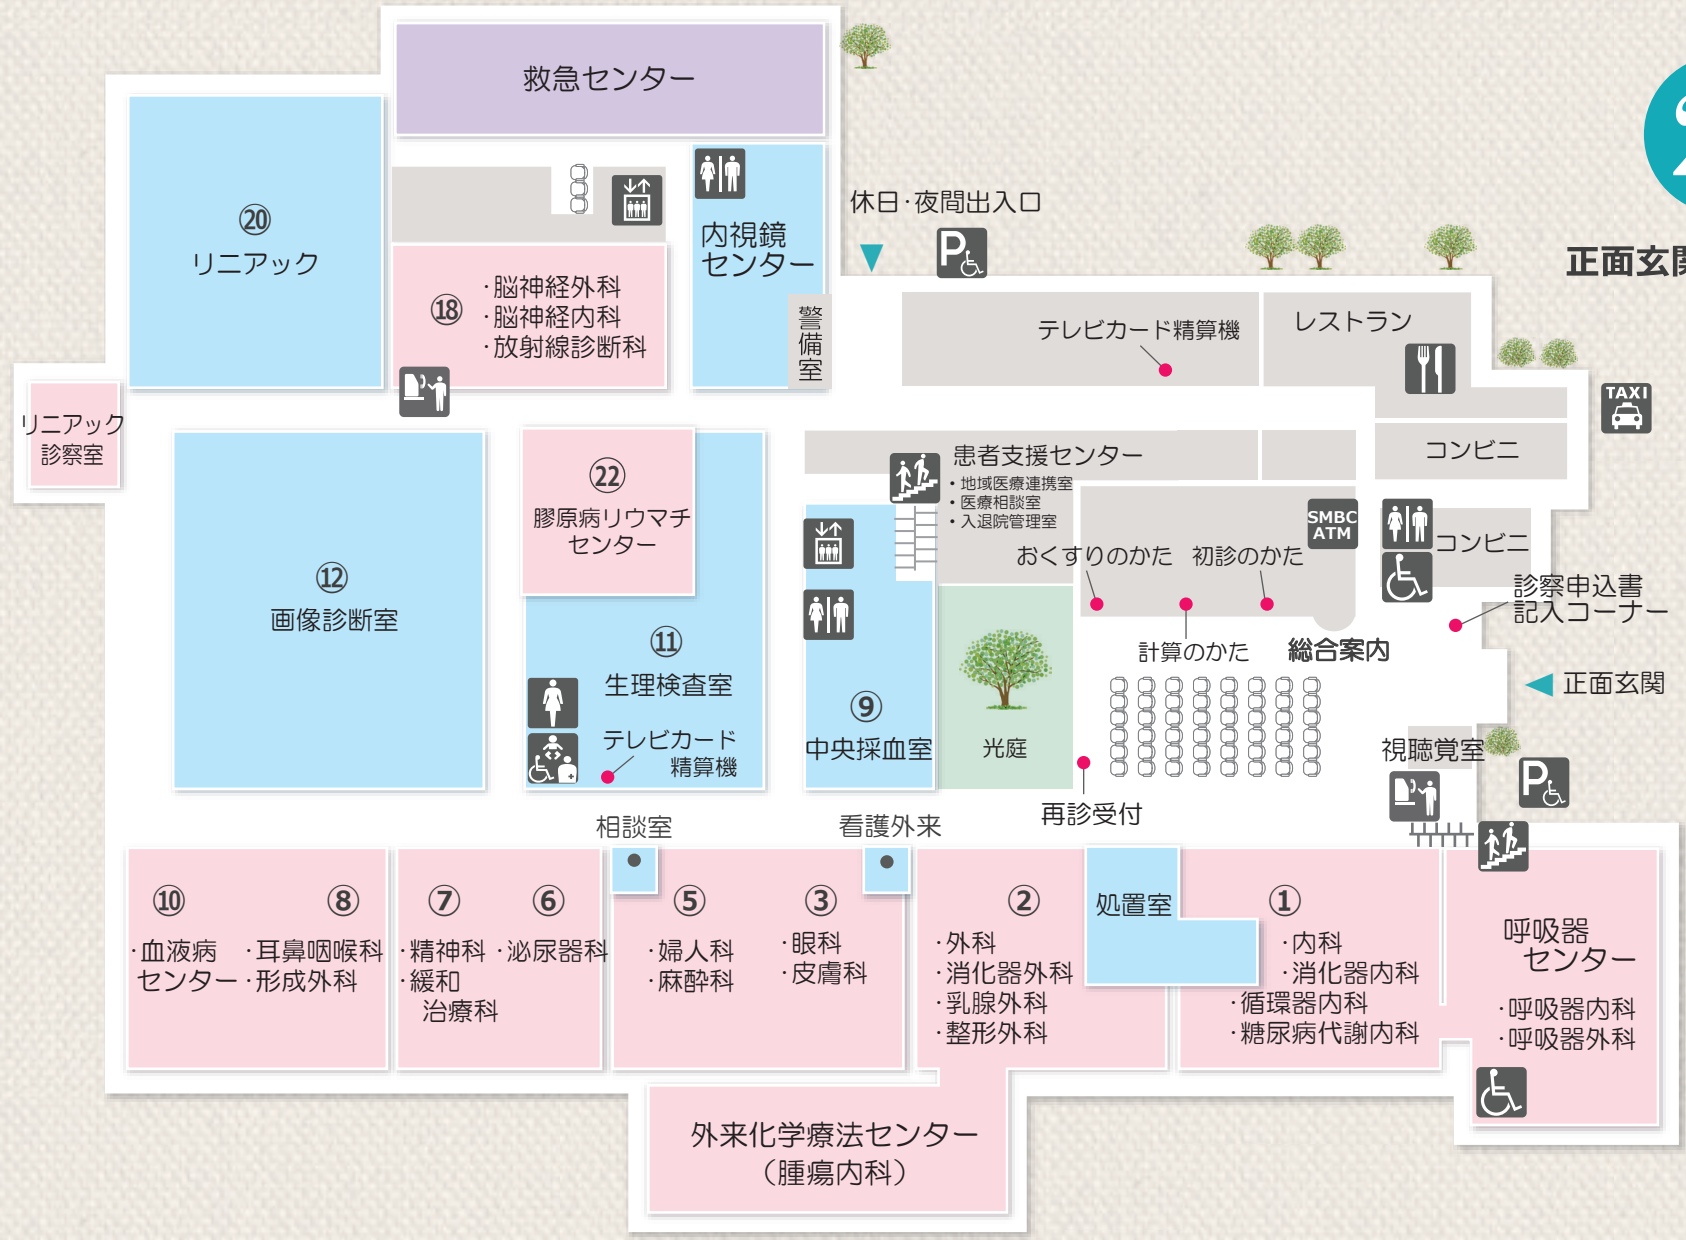 救急センター
2
正面玄関
休日・夜間出入口
⑳
リニアック
内視鏡
センター
⑱
・脳神経外科
・脳神経内科
・放射線診断科
警備室
テレビカード精算機
レストラン
TAXI
リニアック
診察室
コンビニ
患者支援センター
・地域医療連携室
・医療相談室
・入退院管理室
㉒
膠原病リウマチ
センター
SMBC
ATM
コンビニ
おくすりのかた
初診のかた
⑫
画像診断室
診察申込書
記入コーナー
⑪
生理検査室
計算のかた
総合案内
正面玄関
⑨
中央採血室
光庭
テレビカード
精算機
視聴覚室
再診受付
P
P
相談室
看護外来
⑩
・血液病
センター
⑧
・耳鼻咽喉科
・形成外科
⑦
・精神科
・緩和
治療科
⑥
・泌尿器科
⑤
・婦人科
・麻酔科
③
・眼科
・皮膚科
②
・外科
・消化器外科
・乳腺外科
・整形外科
処置室
①
・内科
・消化器内科
・循環器内科
・糖尿病代謝内科
呼吸器
センター
・呼吸器内科
・呼吸器外科
外来化学療法センター
（腫瘍内科）